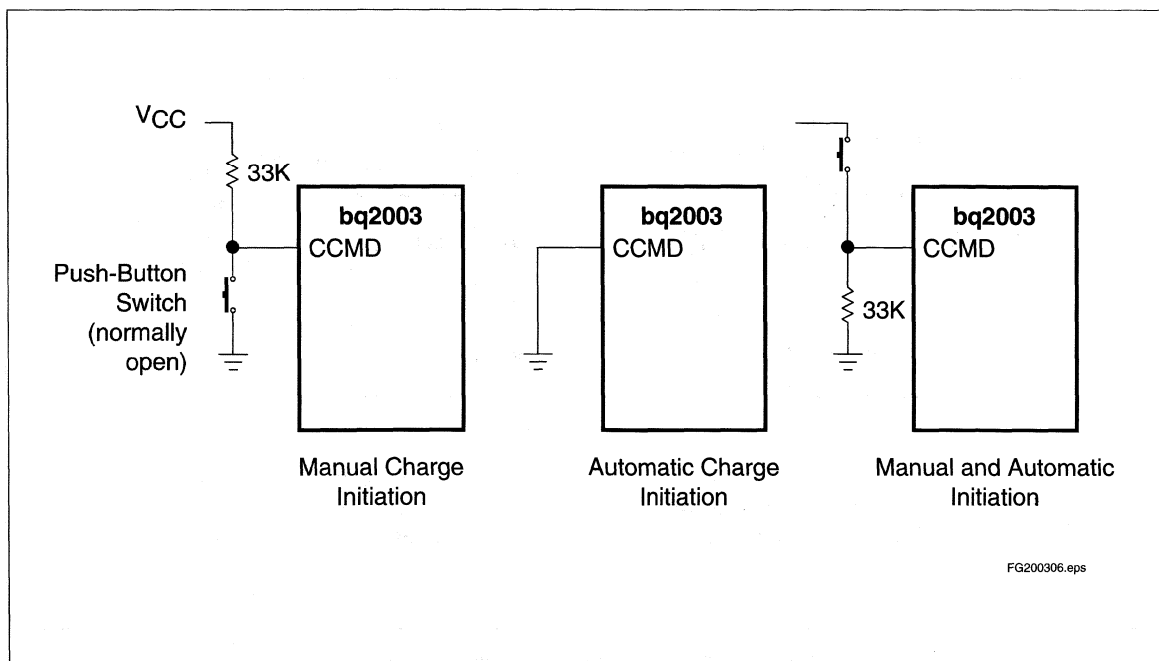 VCC
33K
Push-Button
Switch
(normally
open)
bq2003
CCMD
Manual Charge
Initiation
bq2003
CCMD
Automatic Charge
Initiation
bq2003
CCMD
33K
Manual and Automatic
Initiation
FG200306.eps